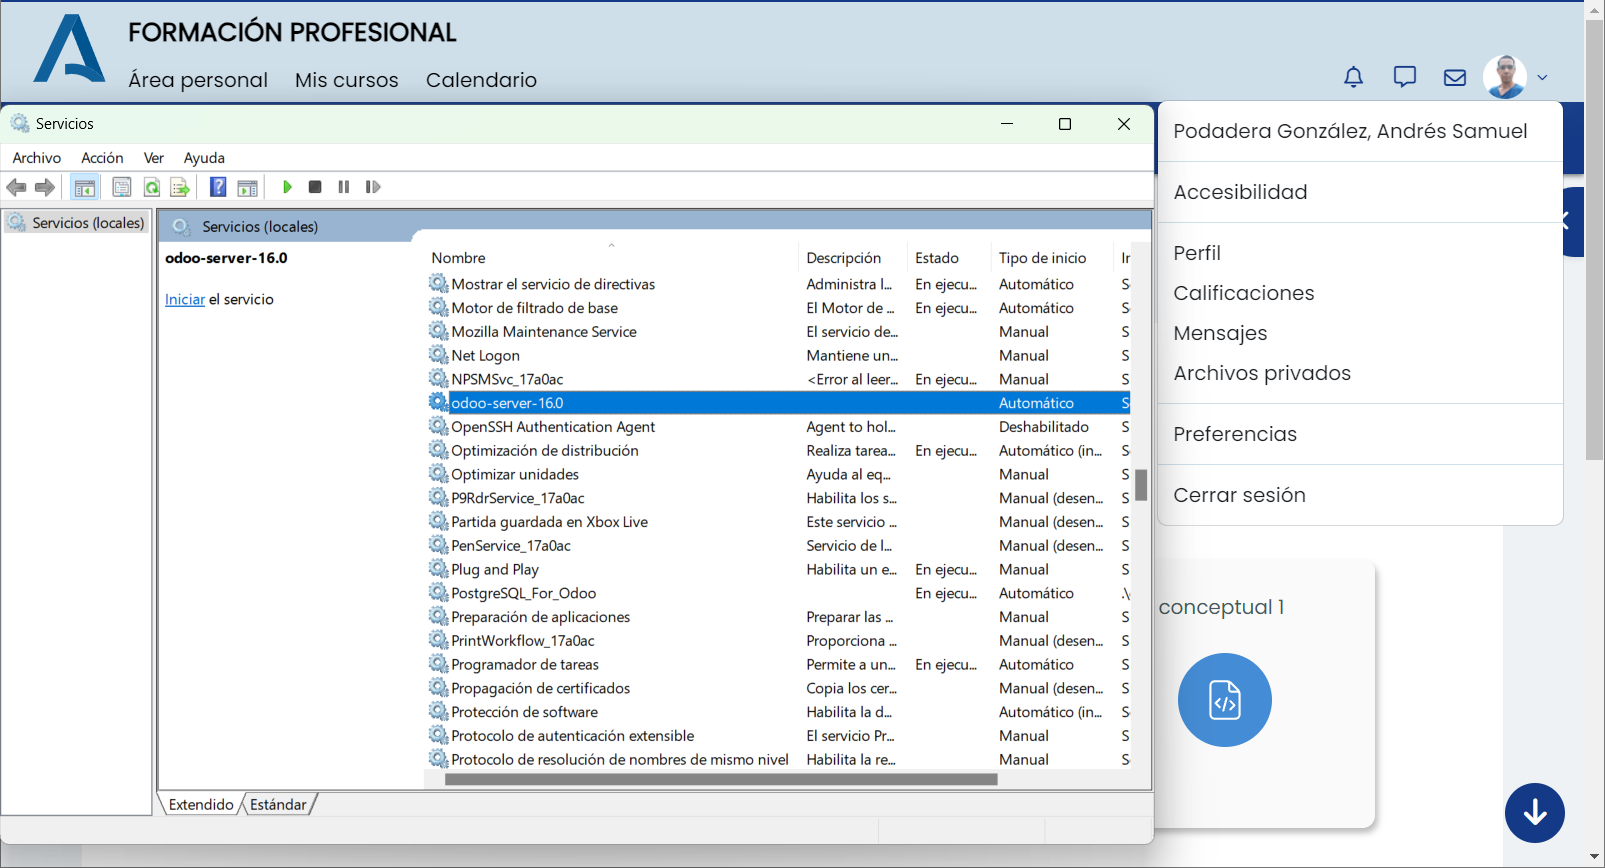 FORMACIÓN PROFESIONAL
Área personal Mis cursos Calendario
Servicios
Archivo Acción Ver Ayuda
Servicios (locales)
Servicios (locales)
odoo-server-16.0
Iniciar el servicio
Nombre Descripción Estado Tipo de inicio
Mostrar el servicio de directivas Administra l... En ejecu... Automático
Motor de filtrado de base El Motor de ... En ejecu... Automático
Mozilla Maintenance Service El servicio de... Manual
Net Logon Mantiene un... Manual S
NPSMSvc_17a0ac <Error al leer... En ejecu... Manual S
odoo-server-16.0 Automático S
OpenSSH Authentication Agent Agent to hol... Deshabilitado S
Optimización de distribución Realiza tarea... En ejecu... Automático (in...
Optimizar unidades Ayuda al eq... Manual S
P9RdrService_17a0ac Habilita los s... Manual (desen... S
Partida guardada en Xbox Live Este servicio ... Manual (desen... S
PenService_17a0ac Servicio de l... Manual (desen... S
Plug and Play Habilita un e... En ejecu... Manual S
PostgreSQL_For_Odoo En ejecu... Automático .\
Preparación de aplicaciones Preparar las ... Manual S
PrintWorkflow_17a0ac Proporciona ... Manual (desen... S
Programador de tareas Permite a un... En ejecu... Automático S
Propagación de certificados Copia los cer... Manual (desen... S
Protección de software Habilita la d... Automático (in...
Protocolo de autenticación extensible El servicio Pr... Manual S
Protocolo de resolución de nombres de mismo nivel Habilita la re... Manual
Extendido Estándar
Podadera González, Andrés Samuel
Accesibilidad
Perfil
Calificaciones
Mensajes
Archivos privados
Preferencias
Cerrar sesión
conceptual 1